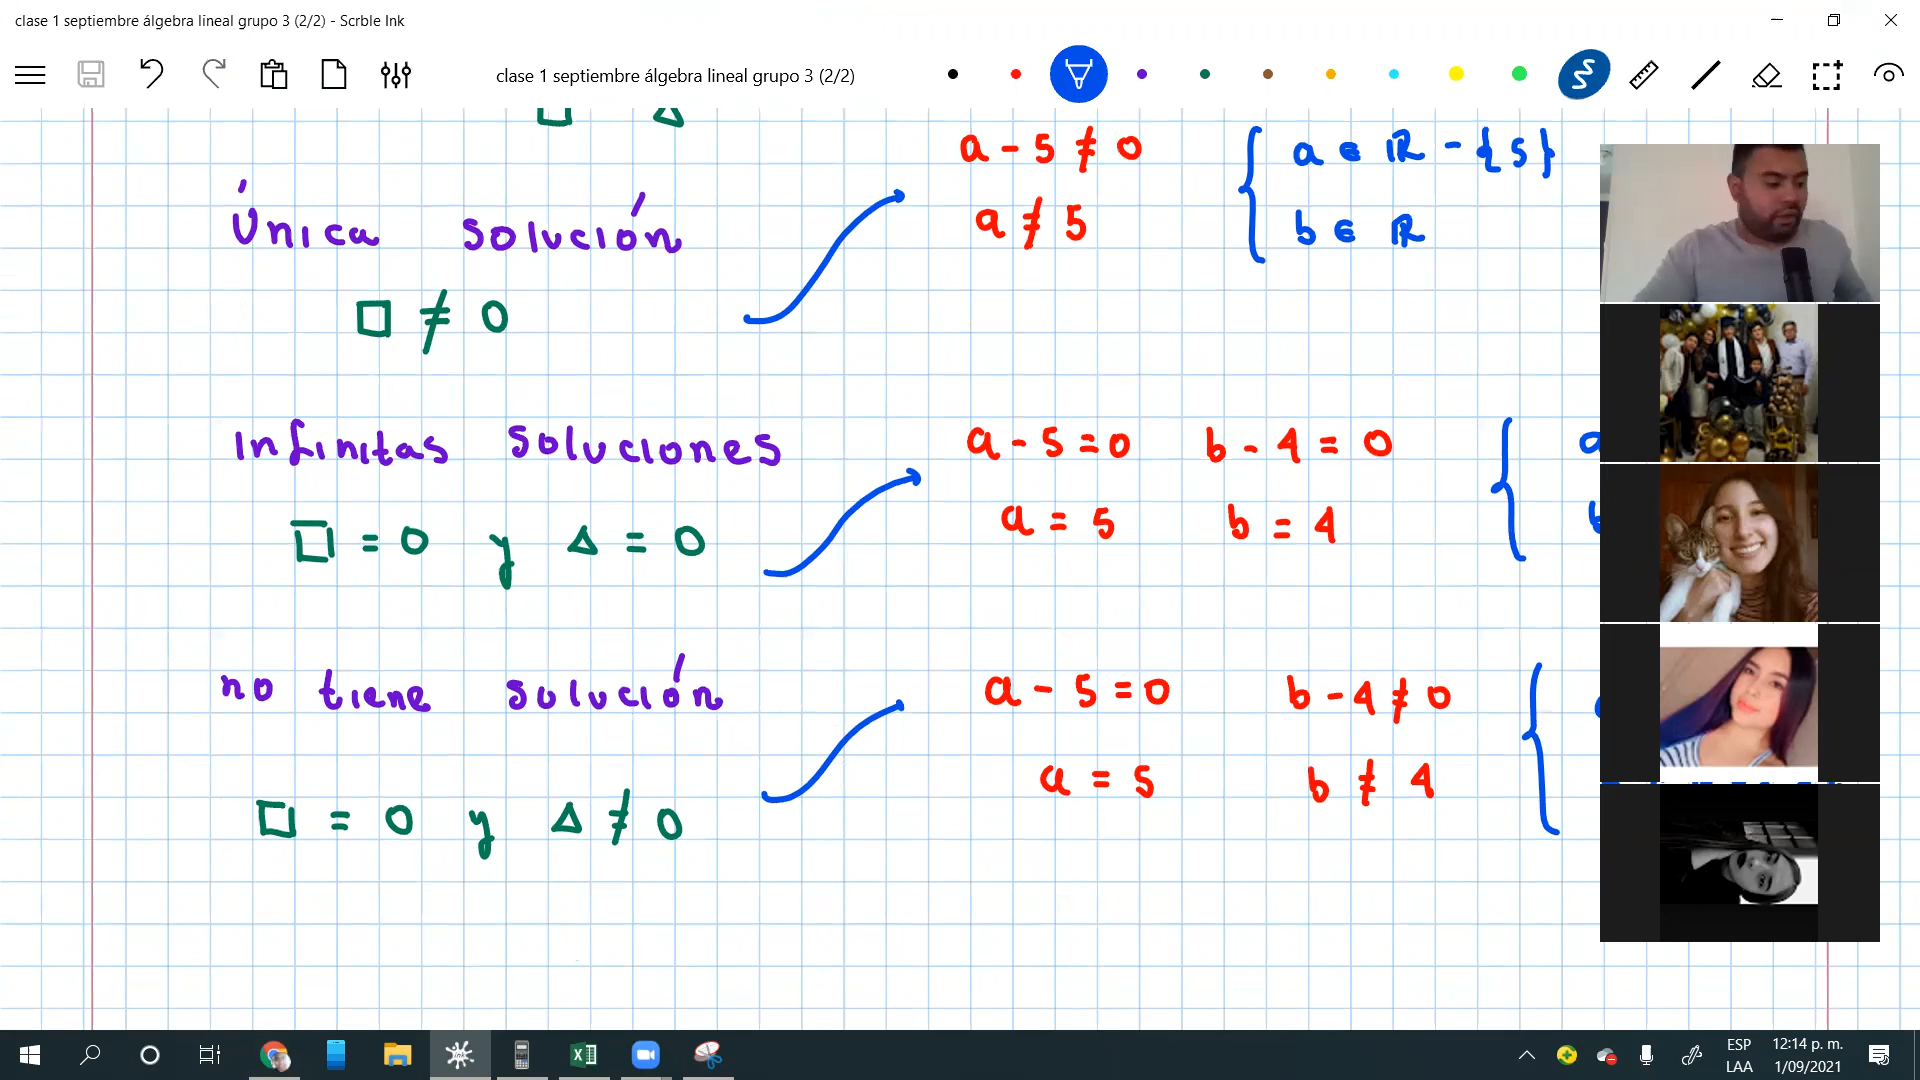 clase 1 septiembre álgebra lineal grupo 3 (2/2) - Scrble Ink
clase 1 septiembre álgebra lineal grupo 3 (2/2)
□ Δ
Única solución
□ ≠ 0
a - 5 ≠ 0
a ≠ 5
{ a ∈ ℝ - {5}
b ∈ ℝ
Infinitas soluciones
□ = 0 y Δ = 0
a - 5 = 0 b - 4 = 0 {
a = 5 b = 4
no tiene solución
□ = 0 y Δ ≠ 0
a - 5 = 0 b - 4 ≠ 0 {
a = 5 b ≠ 4
ESP
LAA
12:14 p. m.
1/09/2021